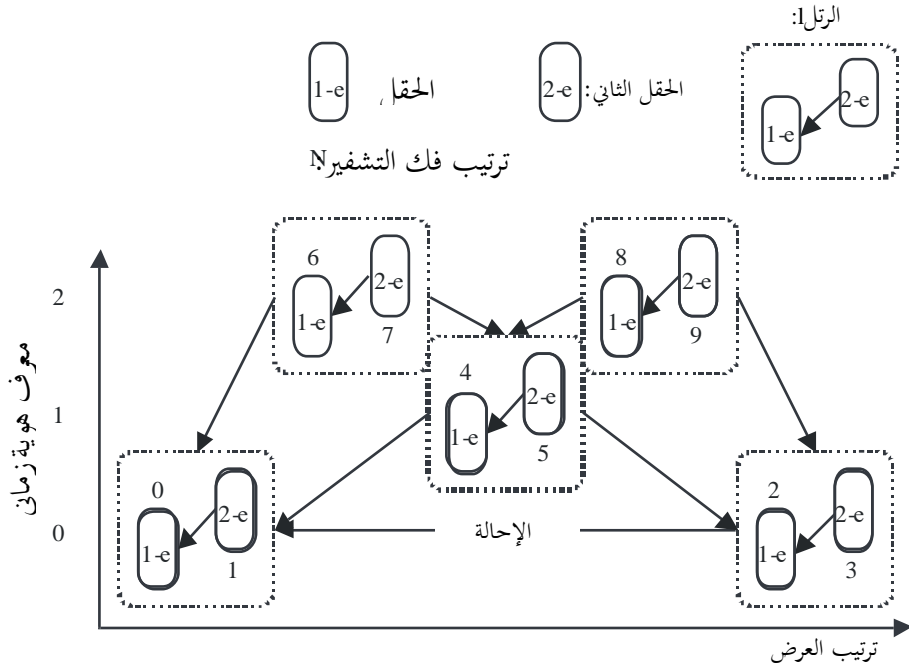 الرتل1:
1-e
الحقل
2-e
الحقل الثاني:
2-e
1-e
ترتيب فك التشفير:N
6
2-e
1-e
7
8
2-e
1-e
9
2
4
2-e
1-e
5
1
0
2-e
1-e
1
2
2-e
1-e
3
0
الإحالة
معرف هوية زماني
ترتيب العرض